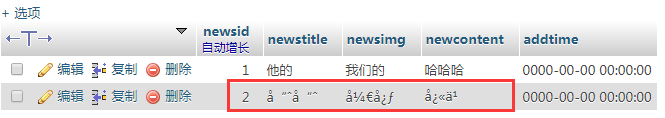 + 选项
←T→ newsid newstitle newsimg newcontent addtime
自动增长
编辑 复制 删除 1 他的 我们的 哈哈哈 0000-00-00 00:00:00
编辑 复制 删除 2 å“ˆå“ˆ å¼€å¿ƒ å¿«ä¹ 0000-00-00 00:00:00